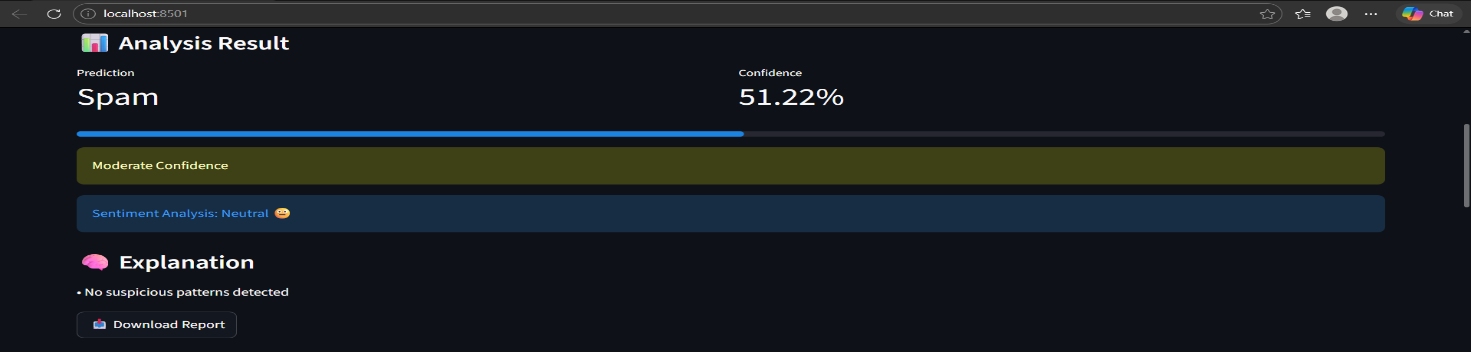 localhost:8501
Chat
Analysis Result
Prediction
Confidence
Spam
51.22%
Moderate Confidence
Sentiment Analysis: Neutral
Explanation
• No suspicious patterns detected
Download Report